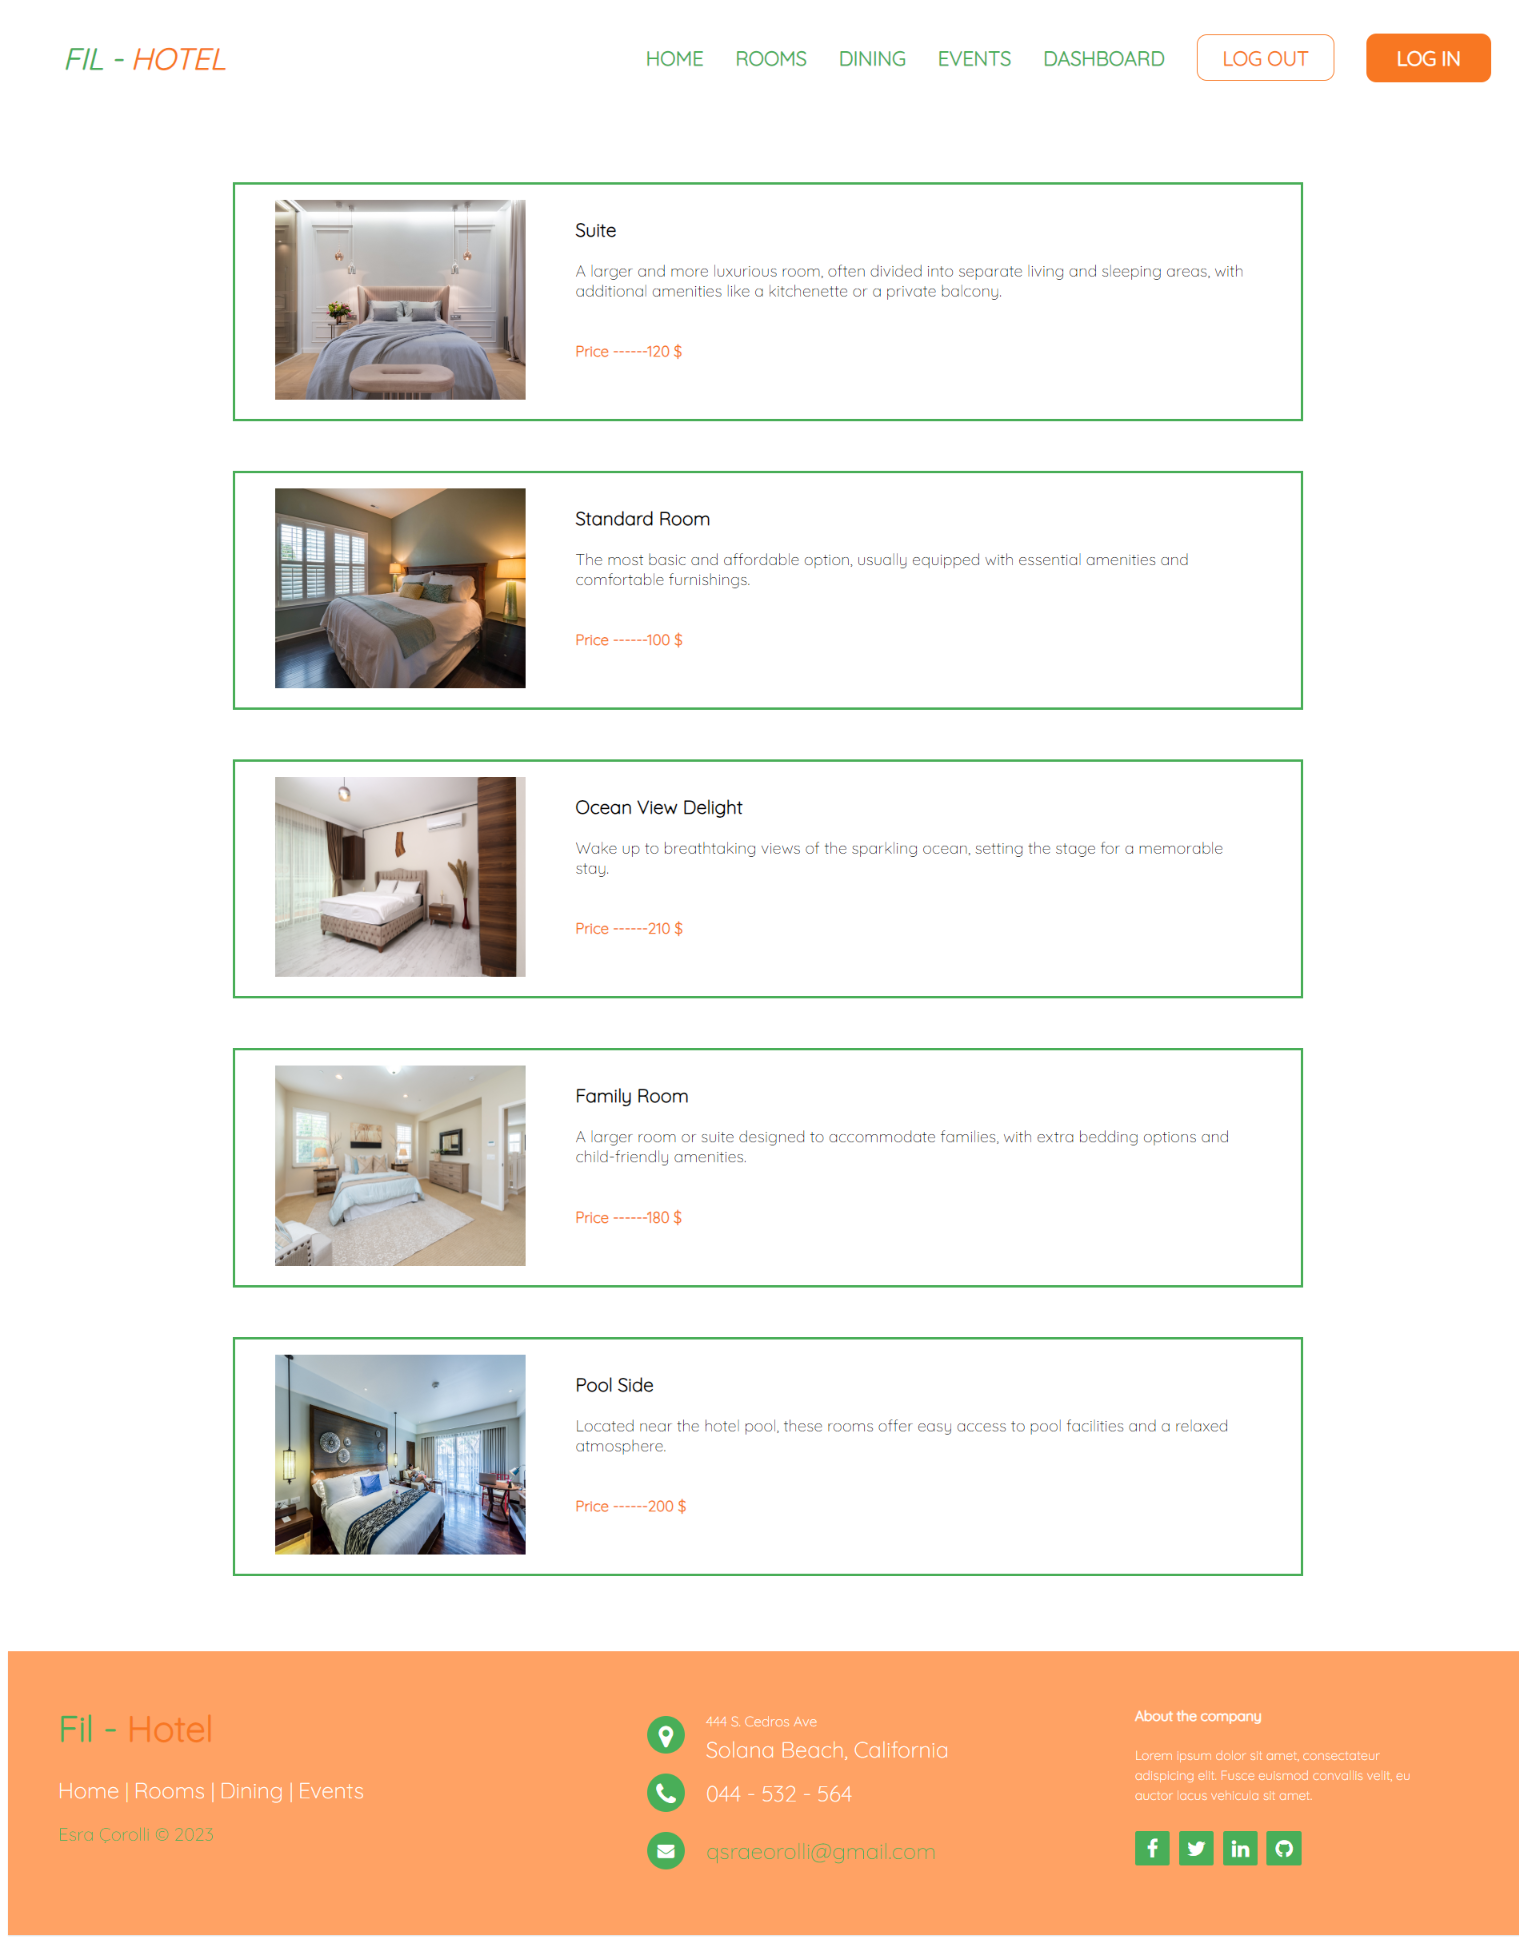 FIL - HOTEL
HOME ROOMS DINING EVENTS DASHBOARD LOG OUT LOG IN
Suite
A larger and more luxurious room, often divided into separate living and sleeping areas, with
additional amenities like a kitchenette or a private balcony.
Price ------120 $
Standard Room
The most basic and affordable option, usually equipped with essential amenities and
comfortable furnishings.
Price ------100 $
Ocean View Delight
Wake up to breathtaking views of the sparkling ocean, setting the stage for a memorable
stay.
Price ------210 $
Family Room
A larger room or suite designed to accommodate families, with extra bedding options and
child-friendly amenities.
Price ------180 $
Pool Side
Located near the hotel pool, these rooms offer easy access to pool facilities and a relaxed
atmosphere.
Price ------200 $
Fil - Hotel
Home | Rooms | Dining | Events
Esra Çorolli © 2023
444 S. Cedros Ave
Solana Beach, California
044 - 532 - 564
qsraeorolli@gmail.com
About the company
Lorem ipsum dolor sit amet, consectateur
adispicing elit. Fusce euismod convallis velit, eu
auctor lacus vehicula sit amet.